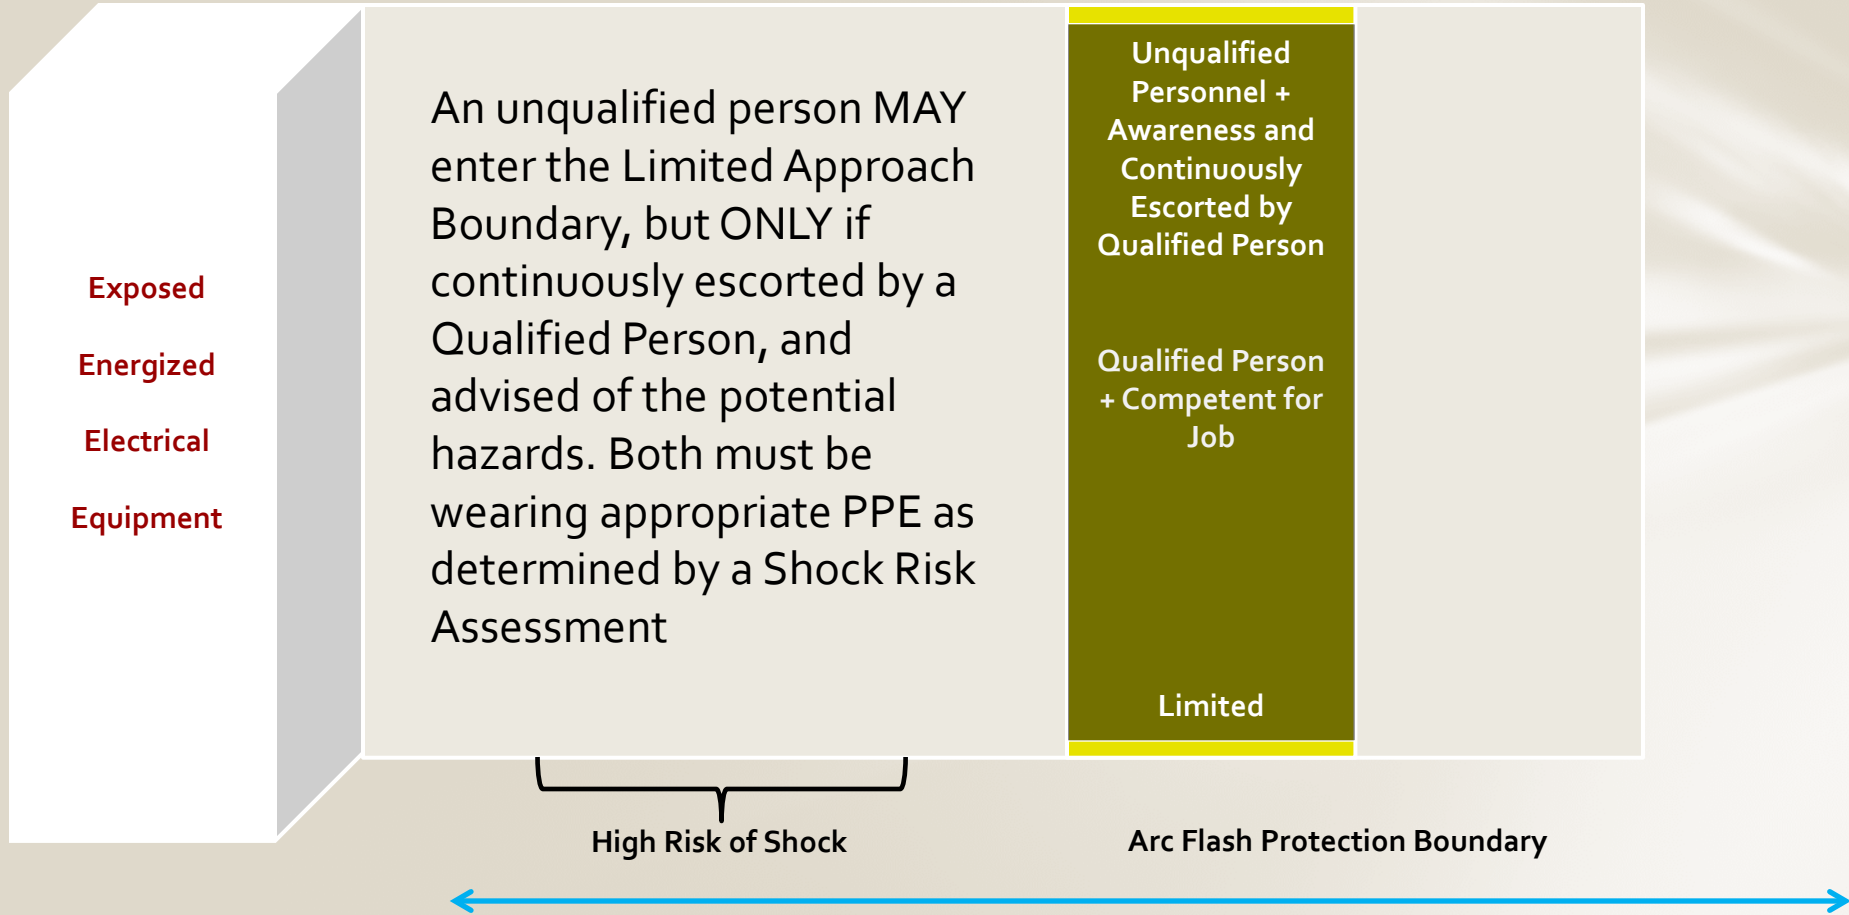 Exposed
Energized
Electrical
Equipment
An unqualified person MAY
enter the Limited Approach
Boundary, but ONLY if
continuously escorted by a
Qualified Person, and
advised of the potential
hazards. Both must be
wearing appropriate PPE as
determined by a Shock Risk
Assessment
Unqualified
Personnel +
Awareness and
Continuously
Escorted by
Qualified Person
Qualified Person
+ Competent for
Job
Limited
High Risk of Shock
Arc Flash Protection Boundary